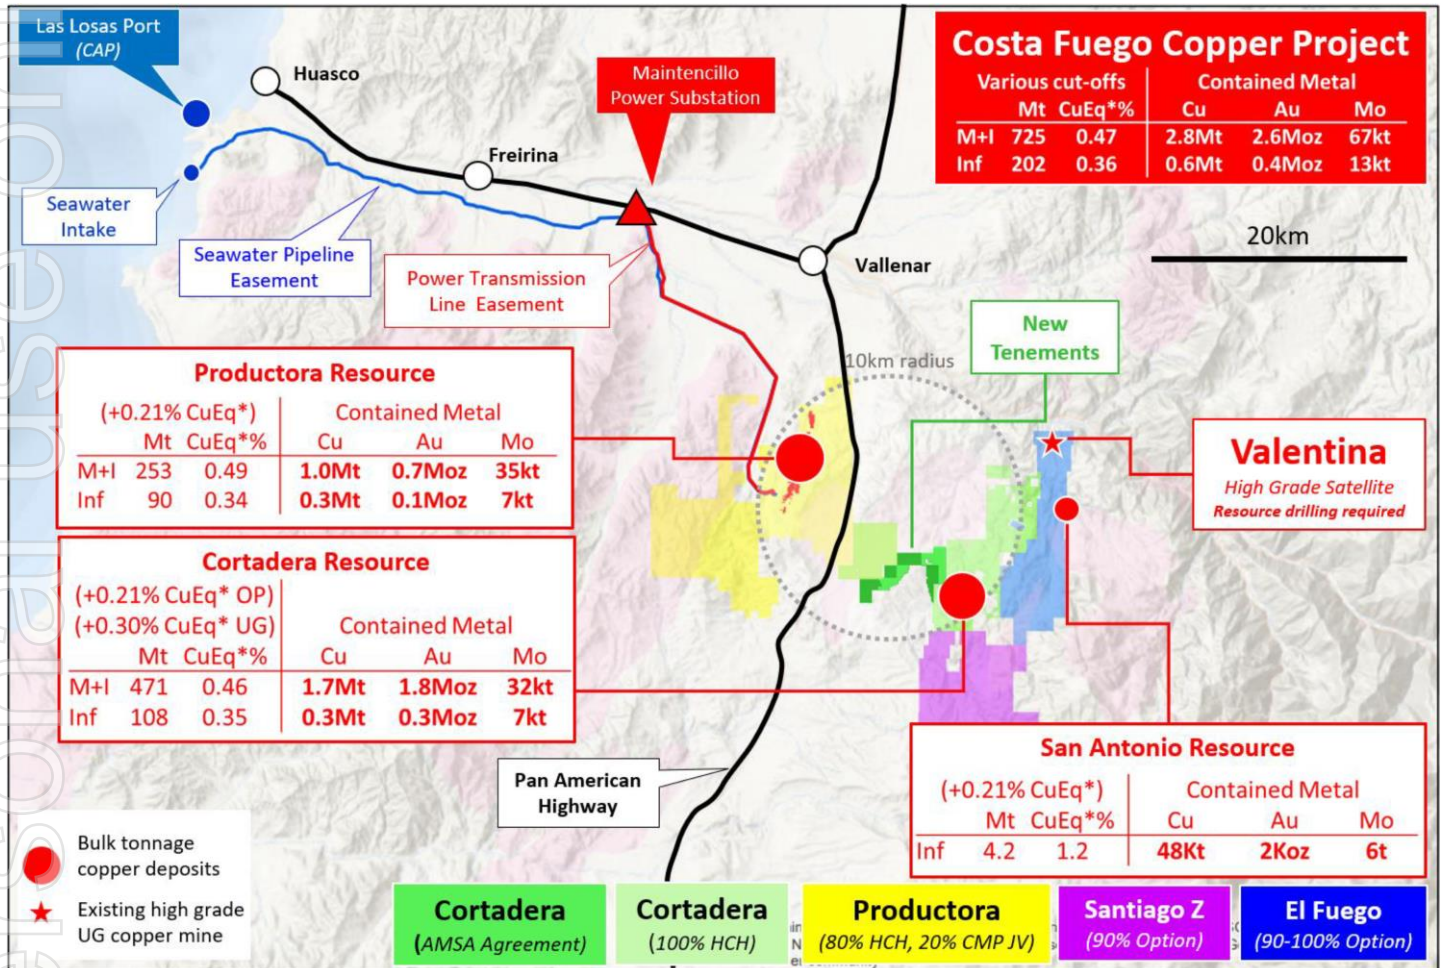 Las Losas Port
(CAP)
Huasco
Maintencillo
Power Substation
Costa Fuego Copper Project
Various cut-offs Contained Metal
Mt CuEq*% Cu Au Mo
M+I 725 0.47 2.8Mt 2.6Moz 67kt
Inf 202 0.36 0.6Mt 0.4Moz 13kt
Freirina
Seawater
Intake
Seawater Pipeline
Easement
Power Transmission
Line Easement
Vallenar
20km
New
Tenements
10km radius
Productora Resource
(+0.21% CuEq*) Contained Metal
Mt CuEq*% Cu Au Mo
M+I 253 0.49 1.0Mt 0.7Moz 35kt
Inf 90 0.34 0.3Mt 0.1Moz 7kt
Valentina
High Grade Satellite
Resource drilling required
Cortadera Resource
(+0.21% CuEq* OP)
(+0.30% CuEq* UG) Contained Metal
Mt CuEq*% Cu Au Mo
M+I 471 0.46 1.7Mt 1.8Moz 32kt
Inf 108 0.35 0.3Mt 0.3Moz 7kt
Pan American
Highway
San Antonio Resource
(+0.21% CuEq*) Contained Metal
Mt CuEq*% Cu Au Mo
Inf 4.2 1.2 48Kt 2Koz 6t
Bulk tonnage
copper deposits
Existing high grade
UG copper mine
Cortadera
(AMSA Agreement)
Cortadera
(100% HCH)
Productora
(80% HCH, 20% CMP JV)
Santiago Z
(90% Option)
El Fuego
(90-100% Option)